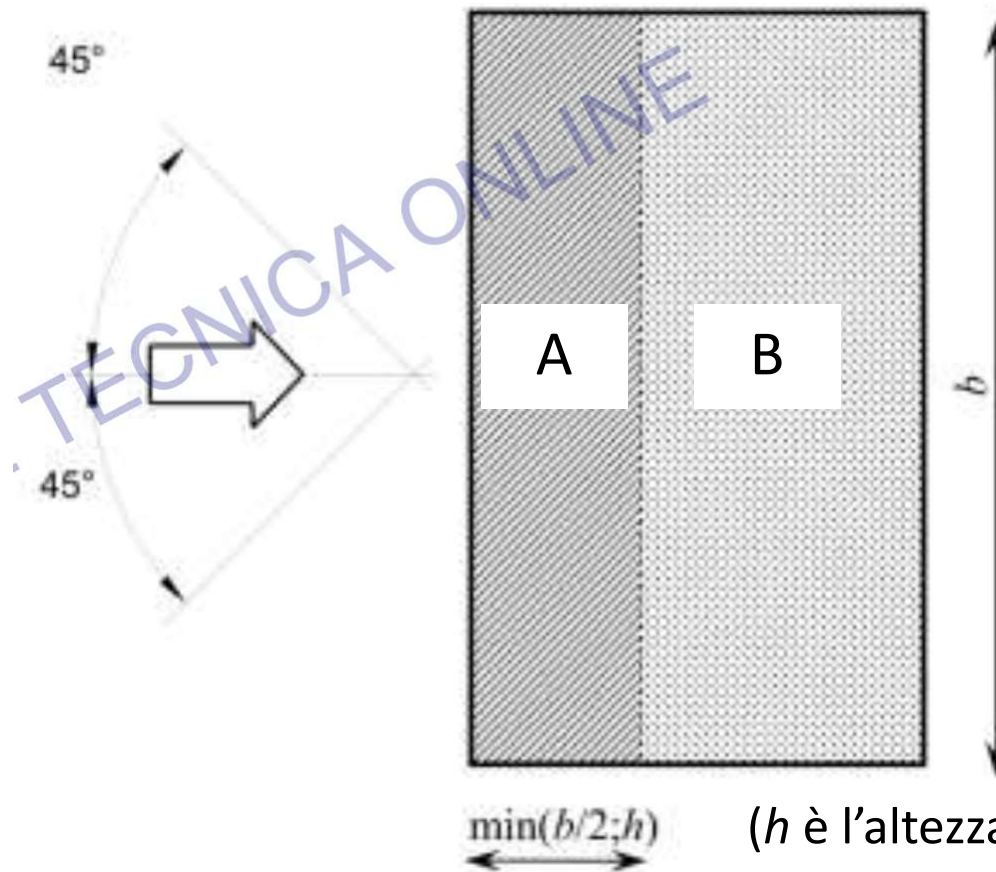 45°
TECNICA ONLINE
A
B
b
45°
min(b/2;h)
(h è l'altezza